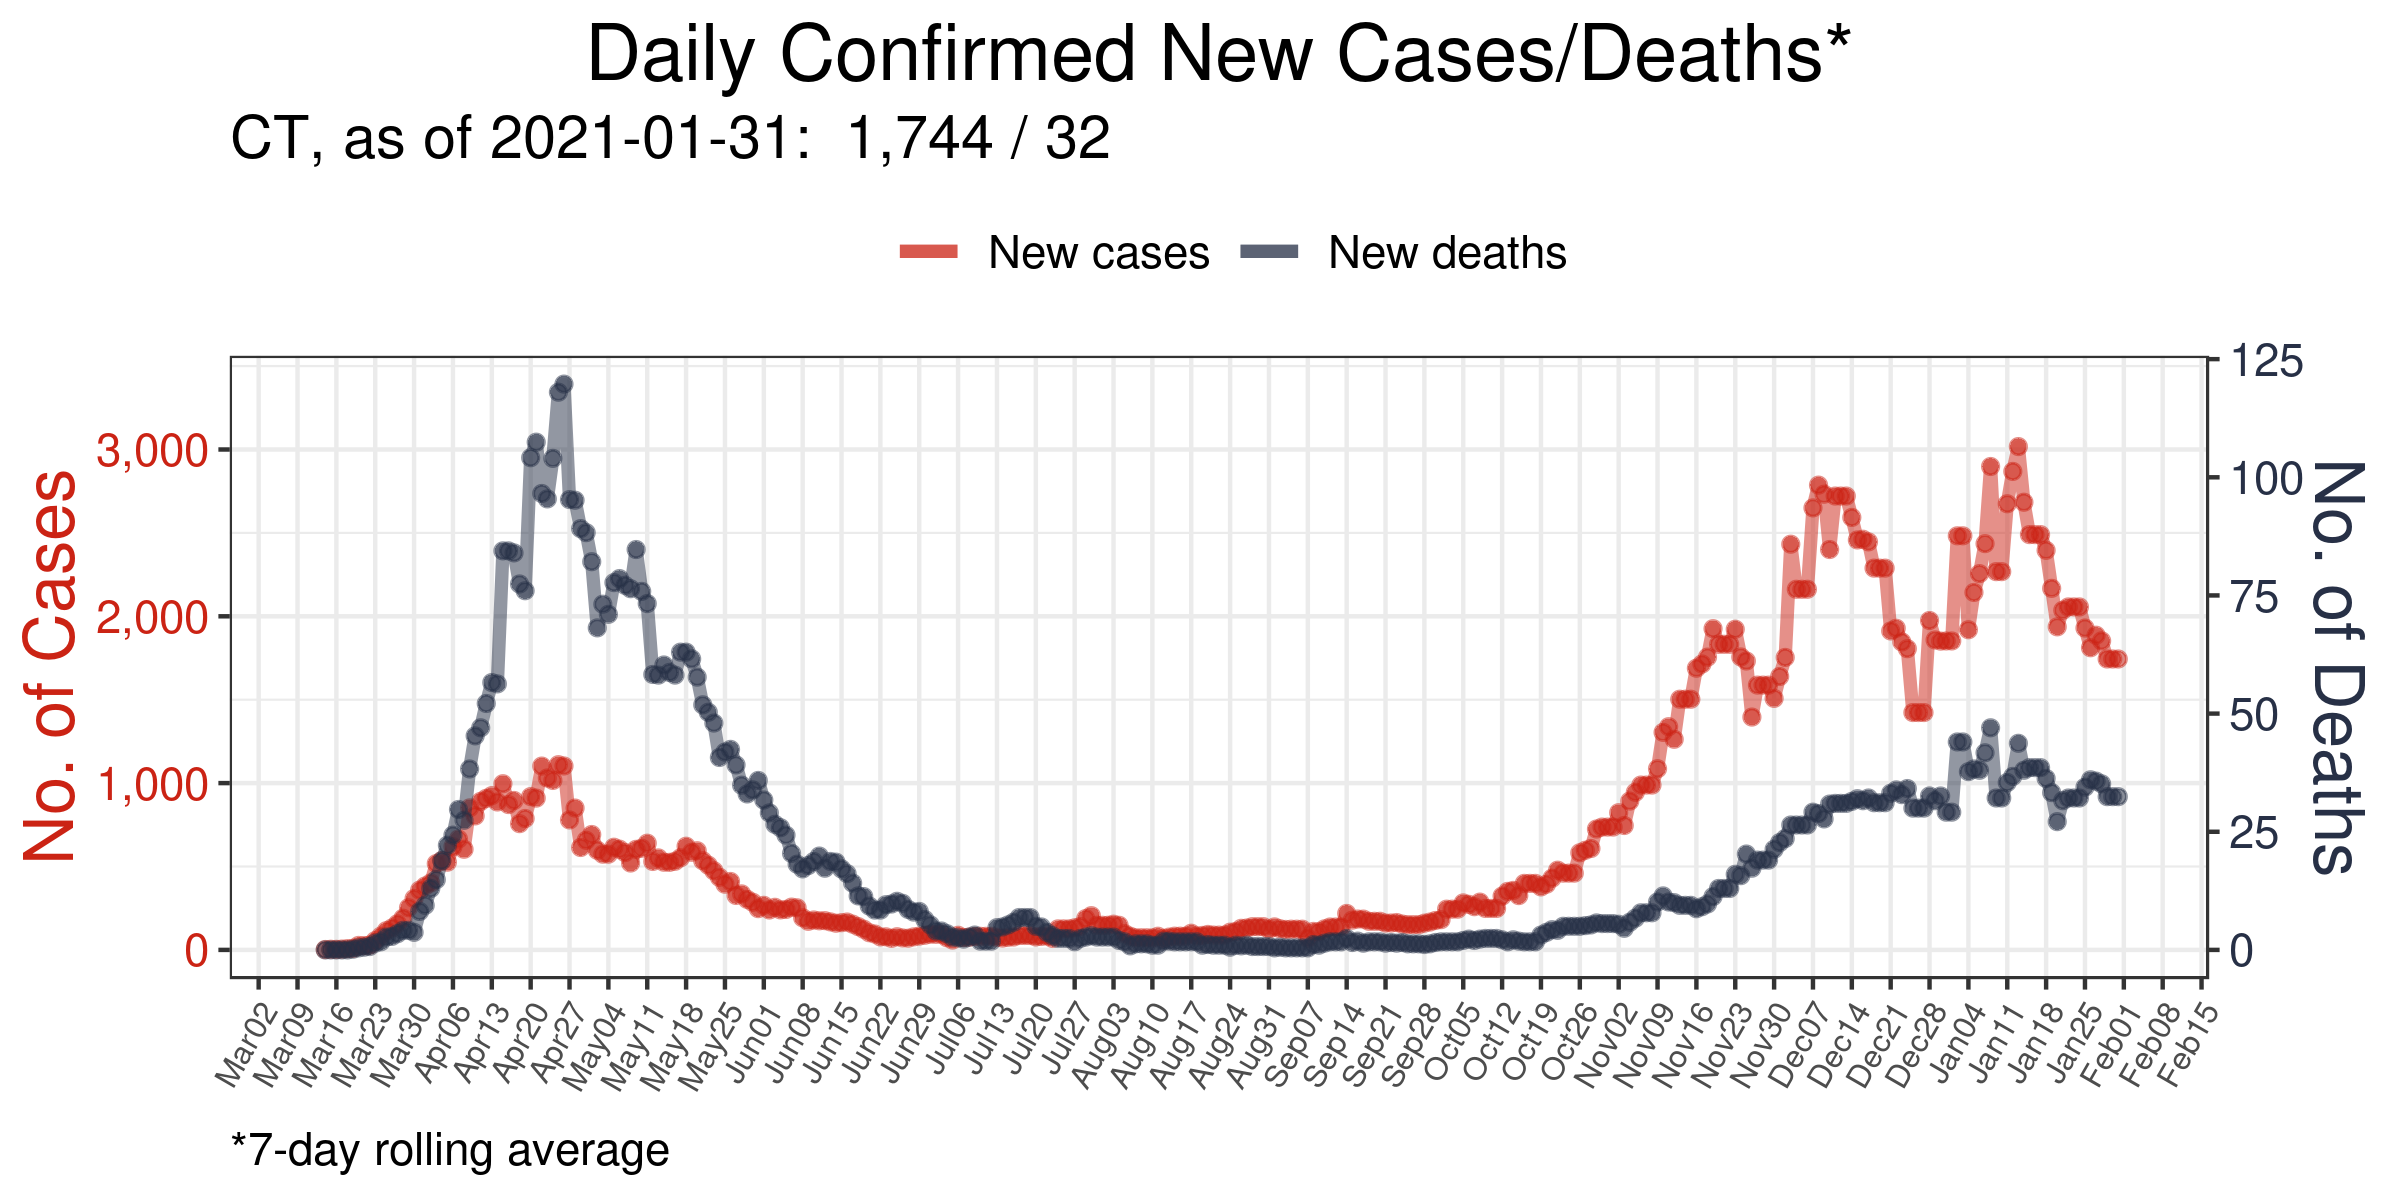 Daily Confirmed New Cases/Deaths*
CT, as of 2021-01-31:  1,744 / 32
New cases
New deaths
No. of Cases
3,000
2,000
1,000
0
125
100
75
50
25
0
No. of Deaths
Mar02
Mar09
Mar16
Mar23
Mar30
Apr06
Apr13
Apr20
Apr27
May04
May11
May18
May25
Jun01
Jun08
Jun15
Jun22
Jun29
Jul06
Jul13
Jul20
Jul27
Aug03
Aug10
Aug17
Aug24
Aug31
Sep07
Sep14
Sep21
Sep28
Oct05
Oct12
Oct19
Oct26
Nov02
Nov09
Nov16
Nov23
Nov30
Dec07
Dec14
Dec21
Dec28
Jan04
Jan11
Jan18
Jan25
Feb01
Feb08
Feb15
*7-day rolling average